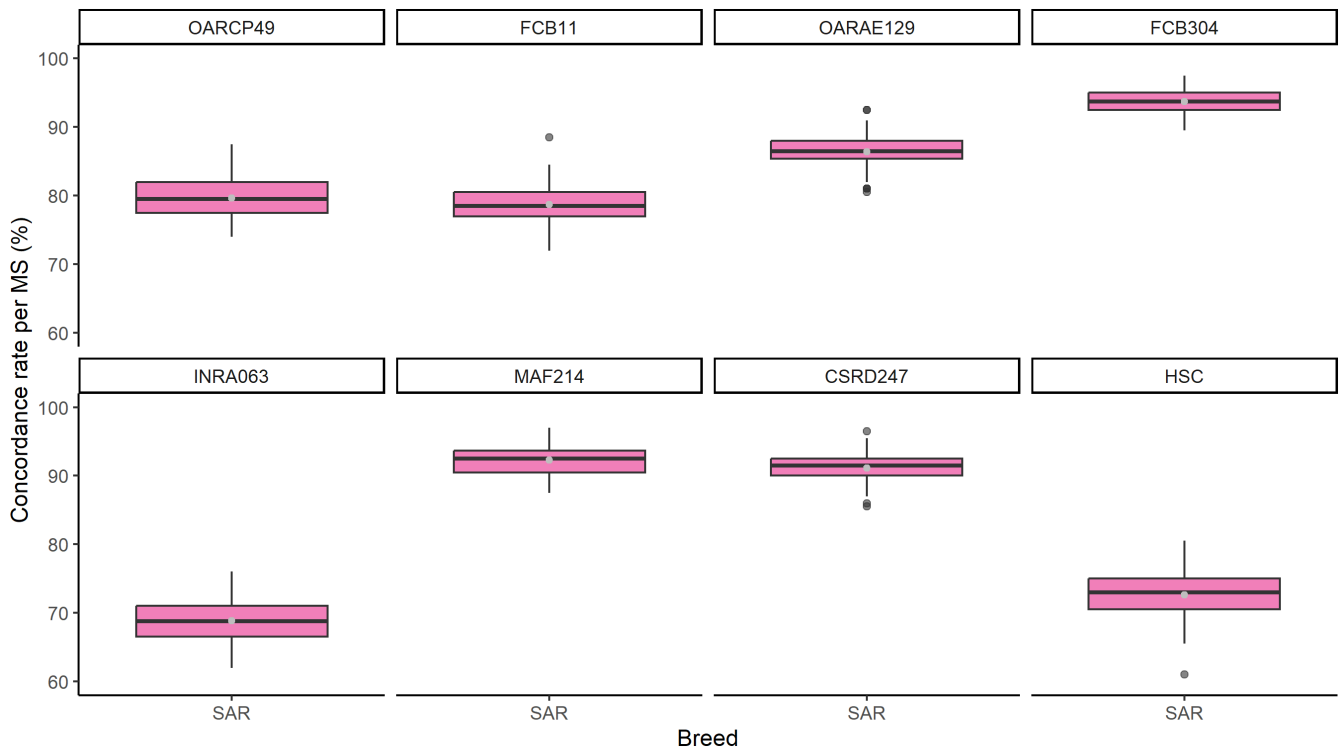 OARCP49 FCB11 OARAE129 FCB304
100
90
80
70
60
INRA063 MAF214 CSRD247 HSC
100
90
80
70
60
SAR SAR SAR SAR
Breed
Concordance rate per MS (%)